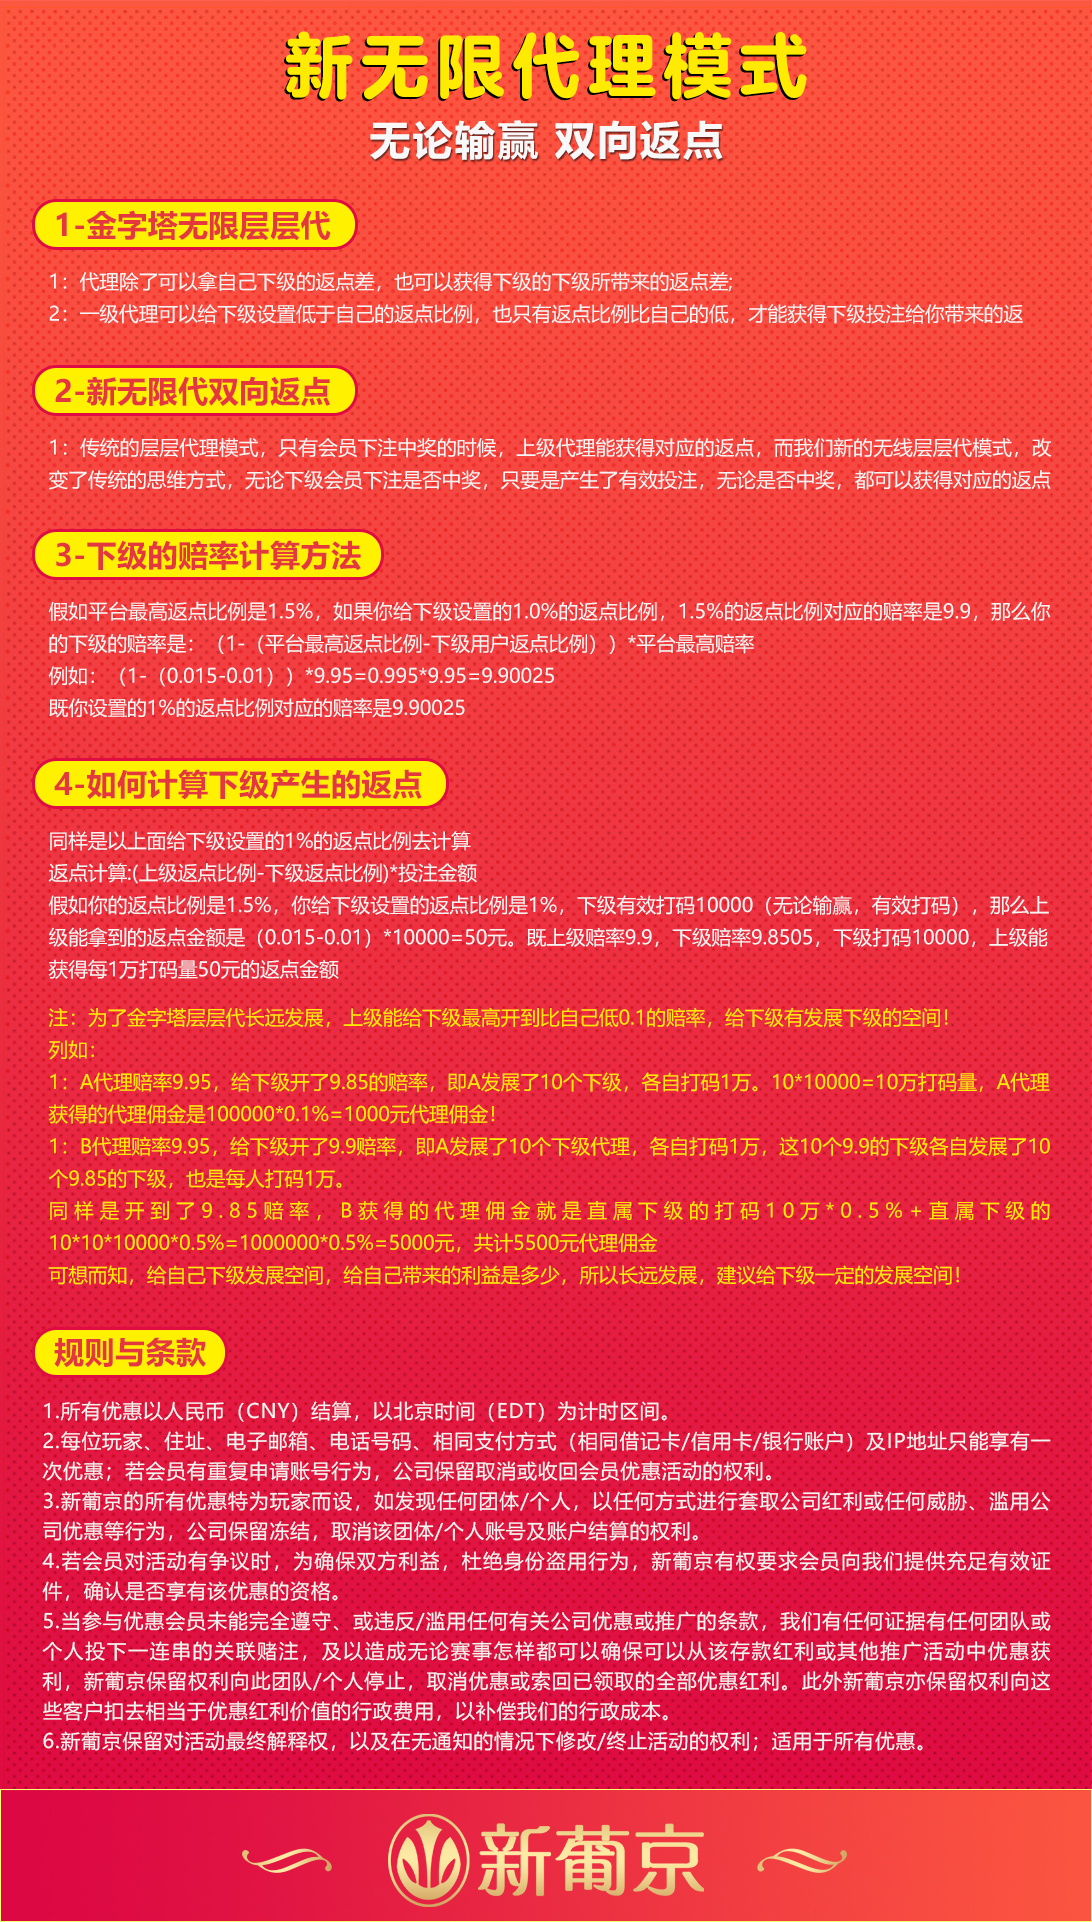 新无限代理模式
无论输赢 双向返点
1-金字塔无限层层代
1：代理除了可以拿自己下级的返点差，也可以获得下级的下级所带来的返点差;
2：一级代理可以给下级设置低于自己的返点比例，也只有返点比例比自己的低，才能获得下级投注给你带来的返
2-新无限代双向返点
1：传统的层层代理模式，只有会员下注中奖的时候，上级代理能获得对应的返点，而我们新的无线层层代模式，改
变了传统的思维方式，无论下级会员下注是否中奖，只要是产生了有效投注，无论是否中奖，都可以获得对应的返点
3-下级的赔率计算方法
假如平台最高返点比例是1.5%，如果你给下级设置的1.0%的返点比例，1.5%的返点比例对应的赔率是9.9，那么你
的下级的赔率是：（1-（平台最高返点比例-下级用户返点比例））*平台最高赔率
例如：（1-（0.015-0.01））*9.95=0.995*9.95=9.90025
既你设置的1%的返点比例对应的赔率是9.90025
4-如何计算下级产生的返点
同样是以上面给下级设置的1%的返点比例去计算
返点计算:(上级返点比例-下级返点比例)*投注金额
假如你的返点比例是1.5%，你给下级设置的返点比例是1%，下级有效打码10000（无论输赢，有效打码），那么上
级能拿到的返点金额是（0.015-0.01）*10000=50元。既上级赔率9.9，下级赔率9.8505，下级打码10000，上级能
获得每1万打码量50元的返点金额
注：为了金字塔层层代长远发展，上级能给下级最高开到比自己低0.1的赔率，给下级有发展下级的空间！
列如：
1：A代理赔率9.95，给下级开了9.85的赔率，即A发展了10个下级，各自打码1万。10*10000=10万打码量，A代理
获得的代理佣金是100000*0.1%=1000元代理佣金！
1：B代理赔率9.95，给下级开了9.9赔率，即A发展了10个下级代理，各自打码1万，这10个9.9的下级各自发展了10
个9.85的下级，也是每人打码1万。
同样是开到了9.85赔率，B获得的代理佣金就是直属下级的打码10万*0.5%+直属下级的
10*10*10000*0.5%=1000000*0.5%=5000元，共计5500元代理佣金
可想而知，给自己下级发展空间，给自己带来的利益是多少，所以长远发展，建议给下级一定的发展空间！
规则与条款
1.所有优惠以人民币（CNY）结算，以北京时间（EDT）为计时区间。
2.每位玩家、住址、电子邮箱、电话号码、相同支付方式（相同借记卡/信用卡/银行账户）及IP地址只能享有一
次优惠；若会员有重复申请账号行为，公司保留取消或收回会员优惠活动的权利。
3.新葡京的所有优惠特为玩家而设，如发现任何团体/个人，以任何方式进行套取公司红利或任何威胁、滥用公
司优惠等行为，公司保留冻结，取消该团体/个人账号及账户结算的权利。
4.若会员对活动有争议时，为确保双方利益，杜绝身份盗用行为，新葡京有权要求会员向我们提供充足有效证
件，确认是否享有该优惠的资格。
5.当参与优惠会员未能完全遵守、或违反/滥用任何有关公司优惠或推广的条款，我们有任何证据有任何团队或
个人投下一连串的关联赌注，及以造成无论赛事怎样都可以确保可以从该存款红利或其他推广活动中优惠获
利，新葡京保留权利向此团队/个人停止，取消优惠或索回已领取的全部优惠红利。此外新葡京亦保留权利向这
些客户扣去相当于优惠红利价值的行政费用，以补偿我们的行政成本。
6.新葡京保留对活动最终解释权，以及在无通知的情况下修改/终止活动的权利；适用于所有优惠。
新葡京